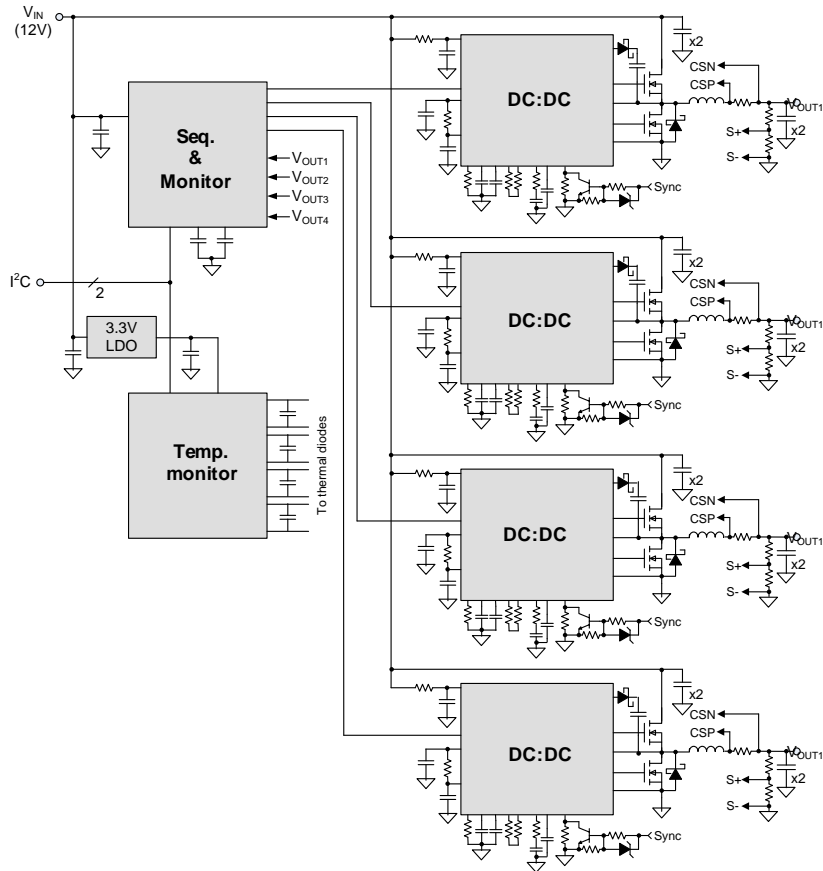 VIN
(12V)
Seq.
&
Monitor
VOUT1
VOUT2
VOUT3
VOUT4
I2C
2
3.3V
LDO
Temp.
monitor
To thermal diodes
DC:DC
x2
CSN
CSP
VOUT1
x2
S+
S-
Sync
DC:DC
x2
CSN
CSP
VOUT1
x2
S+
S-
Sync
DC:DC
x2
CSN
CSP
VOUT1
x2
S+
S-
Sync
DC:DC
x2
CSN
CSP
VOUT1
x2
S+
S-
Sync